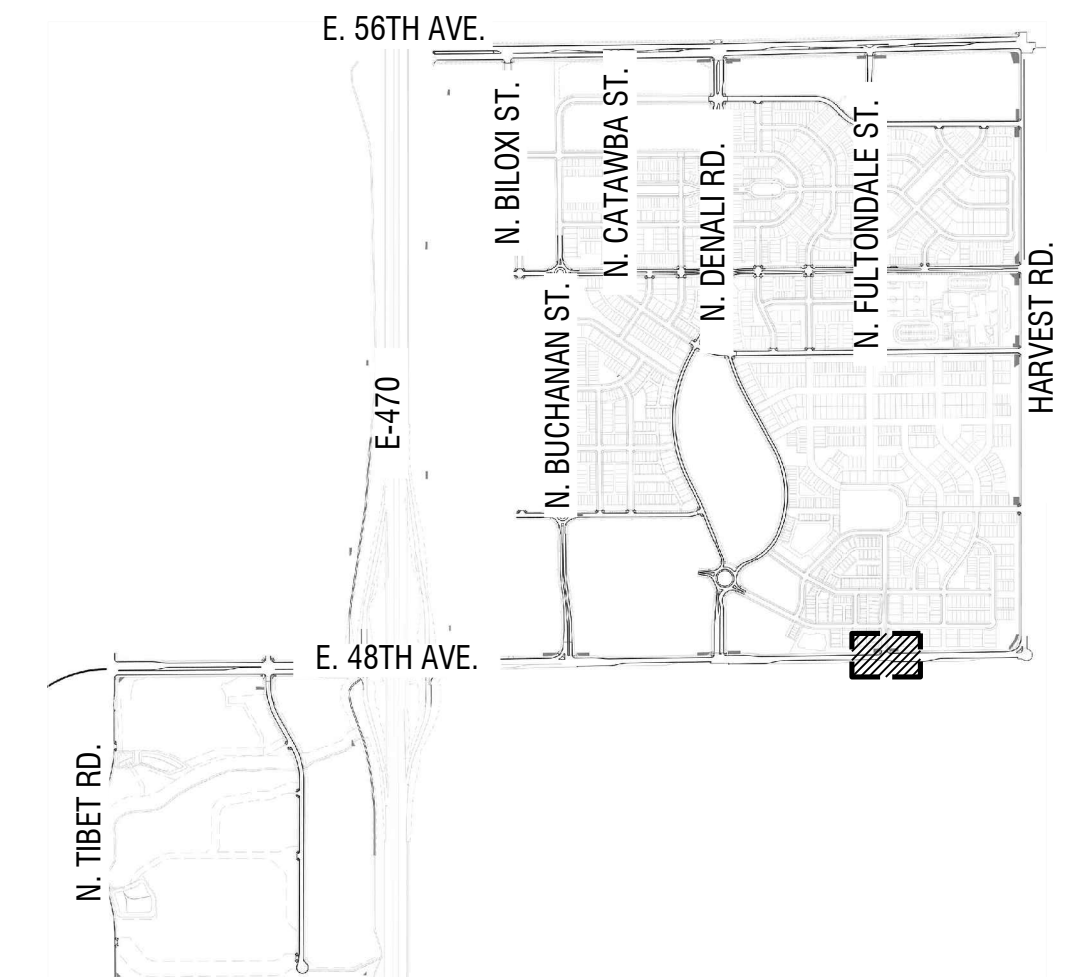 E. 56TH AVE.
N. BILOXI ST.
N. CATAWBA ST.
N. DENALI RD.
N. FULTONDALE ST.
HARVEST RD.
N. BUCHANAN ST.
E-470
E. 48TH AVE.
N. TIBET RD.